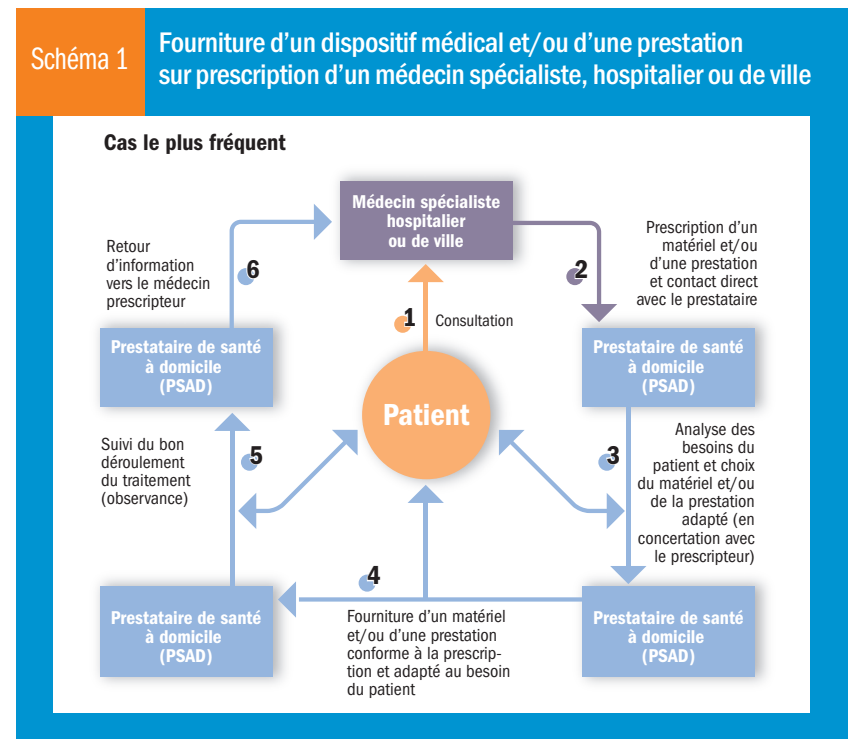 Schéma 1
Fourniture d'un dispositif médical et/ou d'une prestation
sur prescription d'un médecin spécialiste, hospitalier ou de ville
Cas le plus fréquent
Médecin spécialiste
hospitalier
ou de ville
Retour
d'information
vers le médecin
prescripteur
6
2
Prescription d'un
matériel et/ou
d'une prestation
et contact direct
avec le prestataire
1
Consultation
Prestataire de santé
à domicile
(PSAD)
Prestataire de santé
à domicile
(PSAD)
Patient
Suivi du bon
déroulement
du traitement
(observance)
5
3
Analyse des
besoins du
patient et choix
du matériel et/ou
de la prestation
adapté (en
concertation avec
le prescripteur)
4
Prestataire de santé
à domicile
(PSAD)
Fourniture d'un matériel
et/ou d'une prestation
conforme à la prescrip-
tion et adapté au besoin
du patient
Prestataire de santé
à domicile
(PSAD)